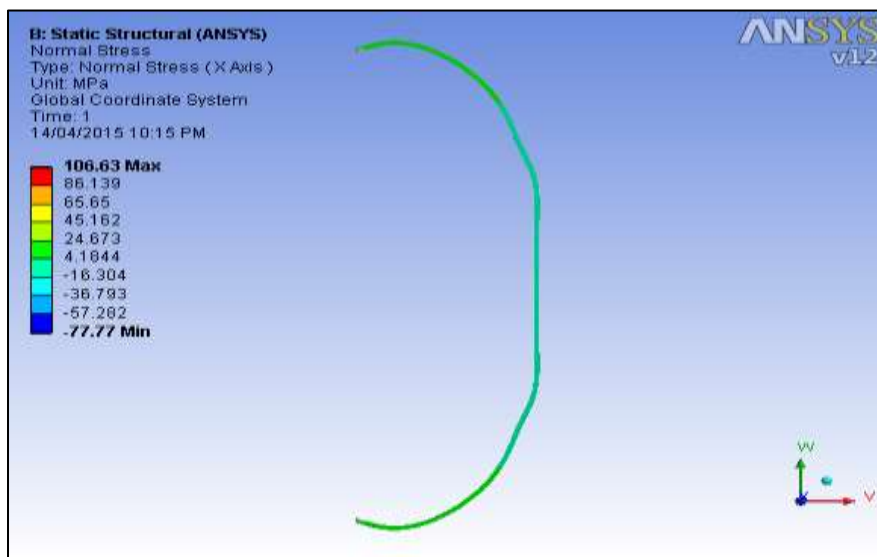 B: Static Structural (ANSYS)
Normal Stress
Type: Normal Stress ( X Axis )
Unit: MPa
Global Coordinate System
Time: 1
14/04/2015 10:15 PM
106.63 Max
86.139
65.65
45.162
24.673
4.1844
-16.304
-36.793
-57.282
-77.77 Min
ANSYS
v12